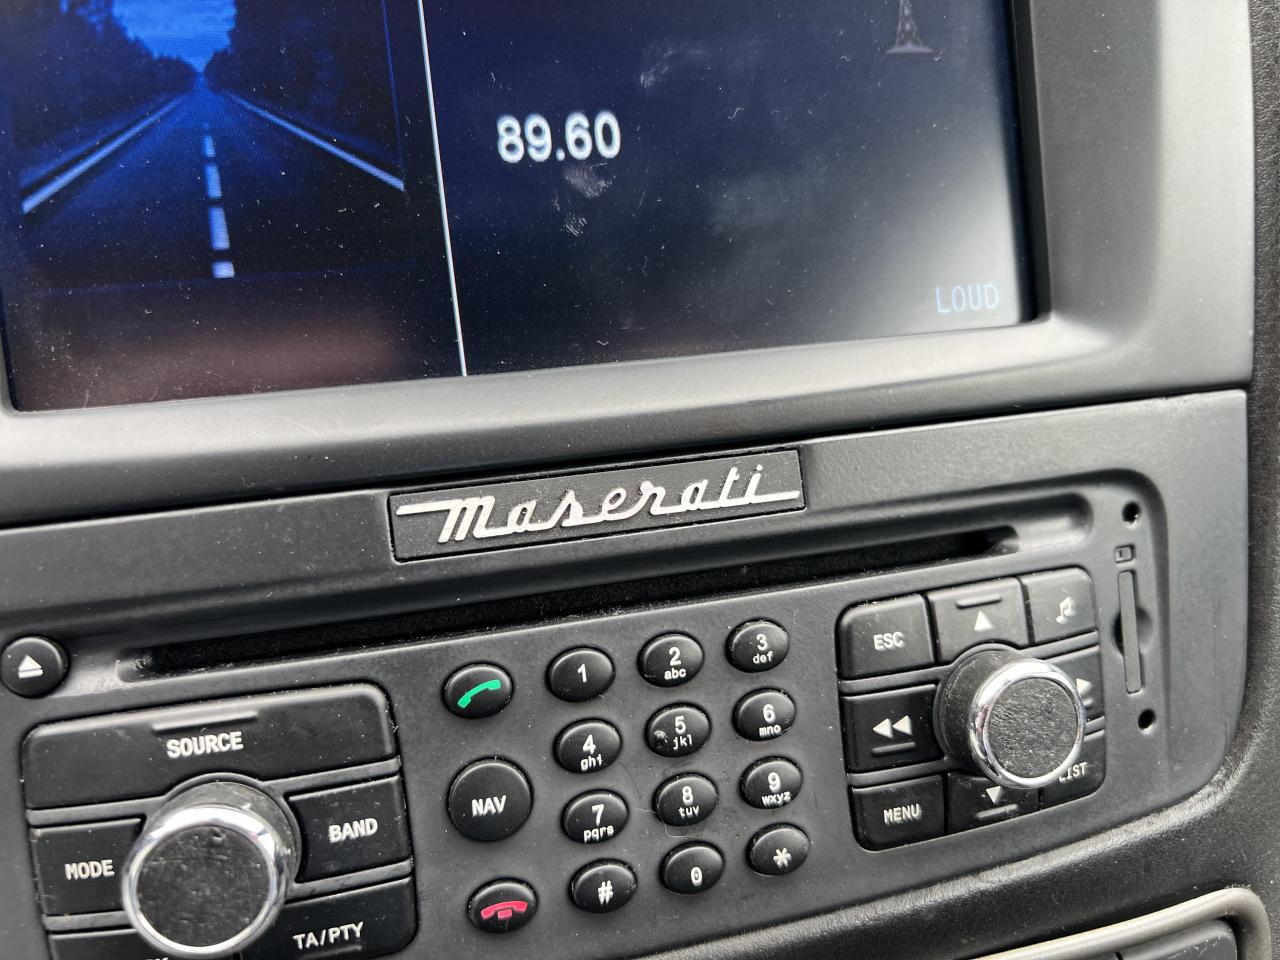 89.60
LOUD
Maserati
SOURCE
BAND
MODE
TA/PTY
NAV
1
2
abc
3
def
4
ghi
5
jkl
6
mno
7
pqrs
8
tuv
9
wxyz
#
0
*
ESC
MENU